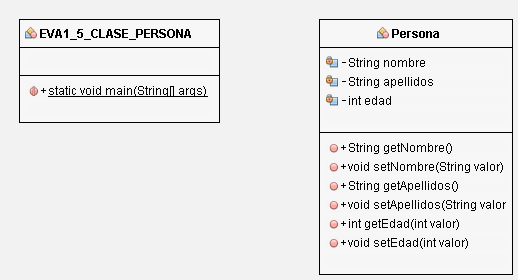 EVA1_5_CLASE_PERSONA
+static void main(String[] args)
Persona
-String nombre
-String apellidos
-int edad
+String getNombre()
+void setNombre(String valor)
+String getApellidos()
+void setApellidos(String valor
+int getEdad(int valor)
+void setEdad(int valor)